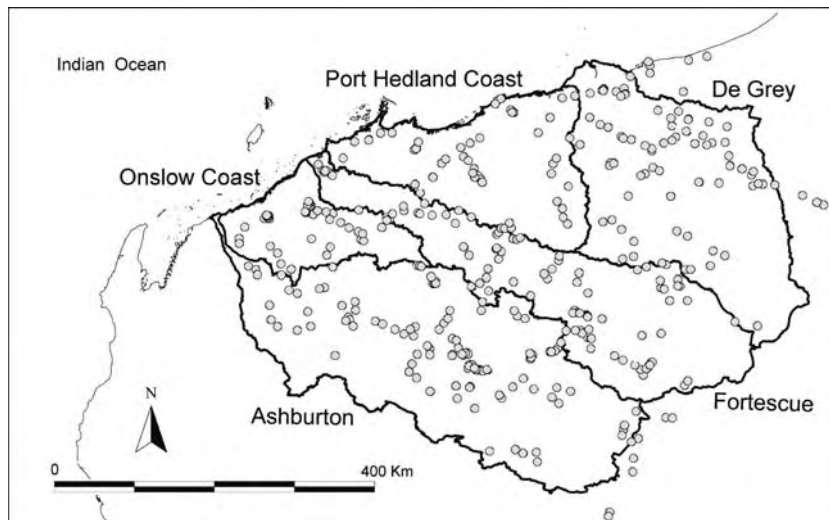 Indian Ocean
Port Hedland Coast
De Grey
Onslow Coast
N
Ashburton
Fortescue
0
400 Km